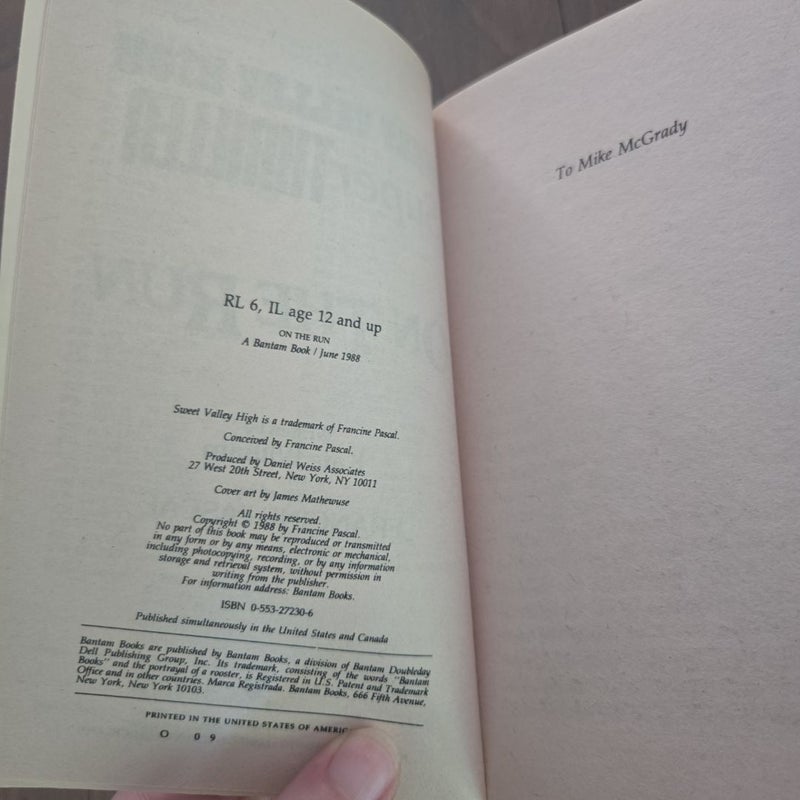 RL 6, IL age 12 and up
ON THE RUN
A Bantam Book / June 1988
Sweet Valley High is a trademark of Francine Pascal.
Conceived by Francine Pascal.
Produced by Daniel Weiss Associates
27 West 20th Street, New York, NY 10011
Cover art by James Mathewuse
All rights reserved.
Copyright © 1988 by Francine Pascal.
No part of this book may be reproduced or transmitted
in any form or by any means, electronic or mechanical,
including photocopying, recording, or by any information
storage and retrieval system, without permission in
writing from the publisher.
For information address: Bantam Books.
ISBN 0-553-27230-6
Published simultaneously in the United States and Canada
Bantam Books are published by Bantam Books, a division of Bantam Doubleday
Dell Publishing Group, Inc. Its trademark, consisting of the words "Bantam
Books" and the portrayal of a rooster, is Registered in U.S. Patent and Trademark
Office and in other countries. Marca Registrada. Bantam Books, 666 Fifth Avenue,
New York, New York 10103.
PRINTED IN THE UNITED STATES OF
O 0 9
To Mike McGrady